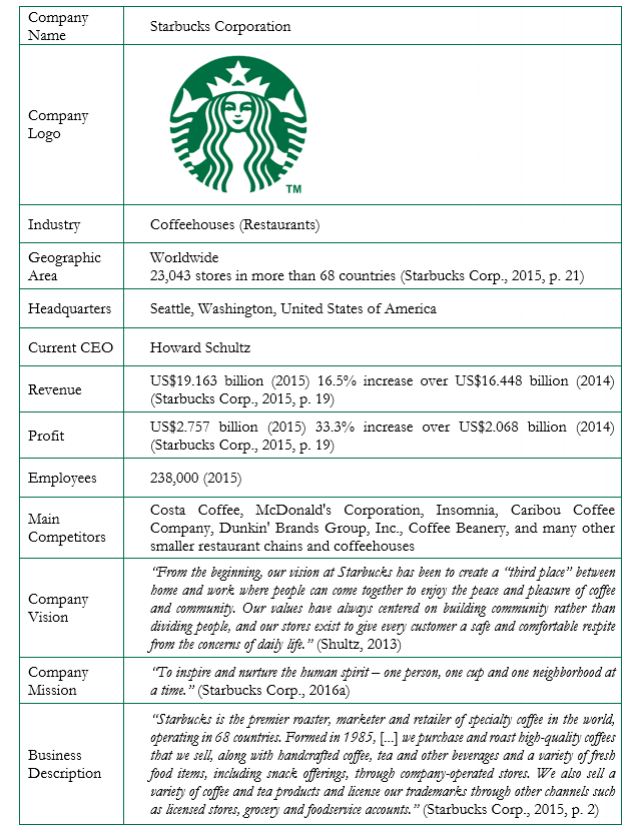 Company
Name
Starbucks Corporation
Company
Logo
TM
Industry
Coffeehouses (Restaurants)
Geographic
Area
Worldwide
23,043 stores in more than 68 countries (Starbucks Corp., 2015, p. 21)
Headquarters
Seattle, Washington, United States of America
Current CEO
Howard Schultz
Revenue
US$19.163 billion (2015) 16.5% increase over US$16.448 billion (2014)
(Starbucks Corp., 2015, p. 19)
Profit
US$2.757 billion (2015) 33.3% increase over US$2.068 billion (2014)
(Starbucks Corp., 2015, p. 19)
Employees
238,000 (2015)
Main
Competitors
Costa Coffee, McDonald's Corporation, Insomnia, Caribou Coffee
Company, Dunkin' Brands Group, Inc., Coffee Beanery, and many other
smaller restaurant chains and coffeehouses
Company
Vision
“From the beginning, our vision at Starbucks has been to create a “third place” between
home and work where people can come together to enjoy the peace and pleasure of coffee
and community. Our values have always centered on building community rather than
dividing people, and our stores exist to give every customer a safe and comfortable respite
from the concerns of daily life.” (Shultz, 2013)
Company
Mission
“To inspire and nurture the human spirit – one person, one cup and one neighborhood at
a time.” (Starbucks Corp., 2016a)
Business
Description
“Starbucks is the premier roaster, marketer and retailer of specialty coffee in the world,
operating in 68 countries. Formed in 1985, [...] we purchase and roast high-quality coffees
that we sell, along with handcrafted coffee, tea and other beverages and a variety of fresh
food items, including snack offerings, through company-operated stores. We also sell a
variety of coffee and tea products and license our trademarks through other channels such
as licensed stores, grocery and foodservice accounts.” (Starbucks Corp., 2015, p. 2)